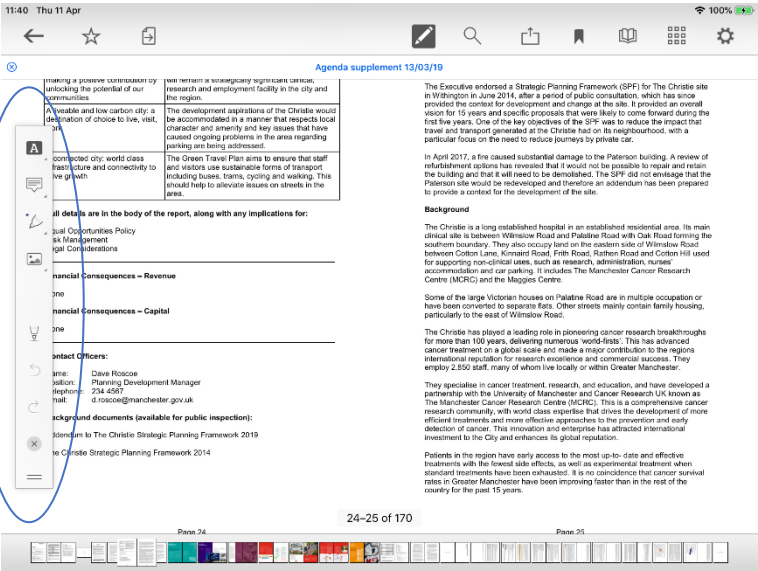 11:40 Thu 11 Apr
100%
Agenda supplement 13/03/19
making a positive contribution by
unlocking the potential of our
communities
will remain a strategically significant clinical,
research and employment facility in the city and
the region.
A liveable and low carbon city: a
destination of choice to live, visit,
The development aspirations of the Christie would
be accommodated in a manner that respects local
character and amenity and key issues that have
caused ongoing problems in the area regarding
parking are being addressed.
connected city: world class
frastructure and connectivity to
ive growth
The Green Travel Plan aims to ensure that staff
and visitors use sustainable forms of transport
including buses, trams, cycling and walking. This
should help to alleviate issues on streets in the
area.
ull details are in the body of the report, along with any implications for:
qual Opportunities Policy
sk Management
egal Considerations
nancial Consequences – Revenue
one
nancial Consequences – Capital
one
ontact Officers:
ame: Dave Roscoe
osition: Planning Development Manager
elephone: 234 4567
mail: d.roscoe@manchester.gov.uk
ackground documents (available for public inspection):
ddendum to The Christie Strategic Planning Framework 2019
he Christie Strategic Planning Framework 2014
Page 24
The Executive endorsed a Strategic Planning Framework (SPF) for The Christie site
in Withington in June 2014, after a period of public consultation, which has since
provided the context for development and change at the site. It provided an overall
vision for 15 years and specific proposals that were likely to come forward during the
first five years. One of the key objectives of the SPF was to reduce the impact that
travel and transport generated at the Christie had on its neighbourhood, with a
particular focus on the need to reduce journeys by private car.
In April 2017, a fire caused substantial damage to the Paterson building. A review of
refurbishment options has revealed that it would not be possible to repair and retain
the building and that it will need to be demolished. The SPF did not envisage that the
Paterson site would be redeveloped and therefore an addendum has been prepared
to provide a context for the development of the site.
Background
The Christie is a long established hospital in an established residential area. Its main
clinical site is between Wilmslow Road and Palatine Road with Oak Road forming the
southern boundary. They also occupy land on the eastern side of Wilmslow Road
between Cotton Lane, Kinnaird Road, Frith Road, Rathen Road and Cotton Hill used
for supporting non-clinical uses, such as research, administration, nurses'
accommodation and car parking. It includes The Manchester Cancer Research
Centre (MCRC) and the Maggies Centre.
Some of the large Victorian houses on Palatine Road are in multiple occupation or
have been converted to separate flats. Other streets mainly contain family housing,
particularly to the east of Wilmslow Road.
The Christie has played a leading role in pioneering cancer research breakthroughs
for more than 100 years, delivering numerous 'world-firsts'. This has advanced
cancer treatment on a global scale and made a major contribution to the regions
international reputation for research excellence and commercial success. They
employ 2,850 staff, many of whom live locally or within Greater Manchester.
They specialise in cancer treatment, research, and education, and have developed a
partnership with the University of Manchester and Cancer Research UK known as
The Manchester Cancer Research Centre (MCRC). This is a comprehensive cancer
research community, with world class expertise that drives the development of more
efficient treatments and more effective approaches to the prevention and early
detection of cancer. This innovation and enterprise has attracted international
investment to the City and enhances its global reputation.
Patients in the region have early access to the most up-to- date and effective
treatments with the fewest side effects, as well as experimental treatment when
standard treatments have been exhausted. It is no coincidence that cancer survival
rates in Greater Manchester have been improving faster than in the rest of the
country for the past 15 years.
Page 25
24–25 of 170